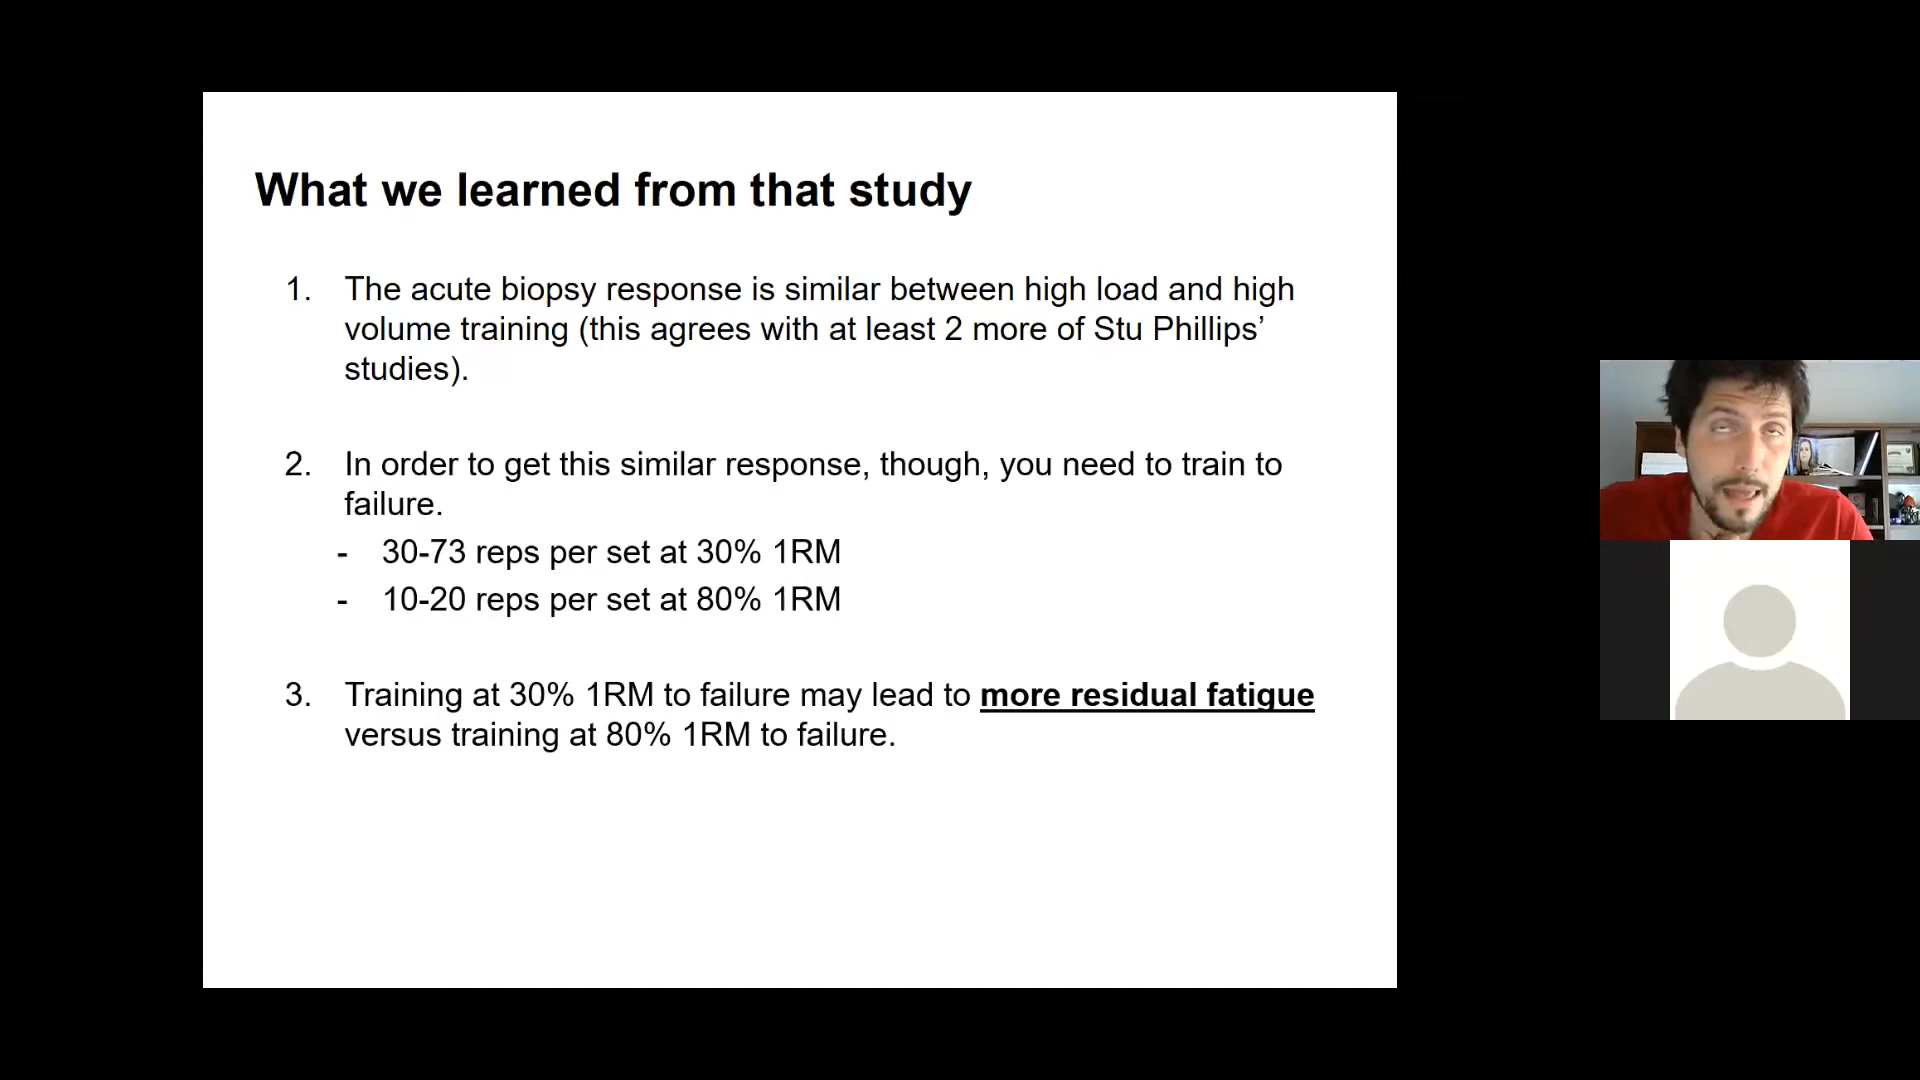 What we learned from that study
1. The acute biopsy response is similar between high load and high
volume training (this agrees with at least 2 more of Stu Phillips’
studies).
2. In order to get this similar response, though, you need to train to
failure.
- 30-73 reps per set at 30% 1RM
- 10-20 reps per set at 80% 1RM
3. Training at 30% 1RM to failure may lead to more residual fatigue
versus training at 80% 1RM to failure.